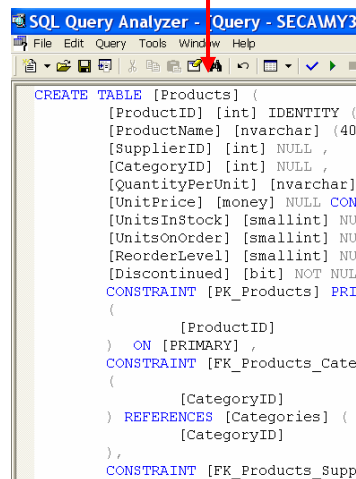 SQL Query Analyzer - [Query - SECA\MY3
File Edit Query Tools Window Help
CREATE TABLE [Products] (
[ProductID] [int] IDENTITY (
[ProductName] [nvarchar] (40
[SupplierID] [int] NULL ,
[CategoryID] [int] NULL ,
[QuantityPerUnit] [nvarchar]
[UnitPrice] [money] NULL CON
[UnitsInStock] [smallint] NU
[UnitsOnOrder] [smallint] NU
[ReorderLevel] [smallint] NU
[Discontinued] [bit] NOT NUL
CONSTRAINT [PK_Products] PRI
(
[ProductID]
) ON [PRIMARY] ,
CONSTRAINT [FK_Products_Cate
(
[CategoryID]
) REFERENCES [Categories] (
[CategoryID]
),
CONSTRAINT [FK_Products_Supp